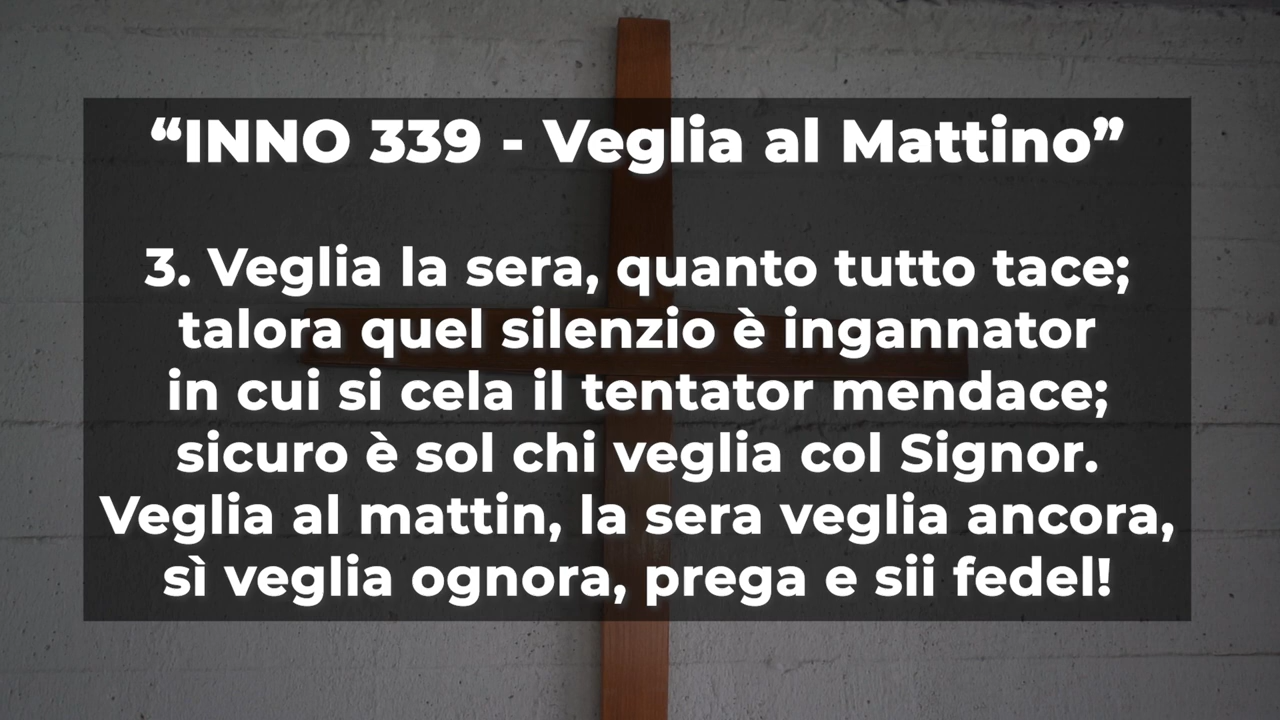 “INNO 339 - Veglia al Mattino”
3. Veglia la sera, quanto tutto tace;
talora quel silenzio è ingannator
in cui si cela il tentator mendace;
sicuro è sol chi veglia col Signor.
Veglia al mattin, la sera veglia ancora,
sì veglia ognora, prega e sii fedel!